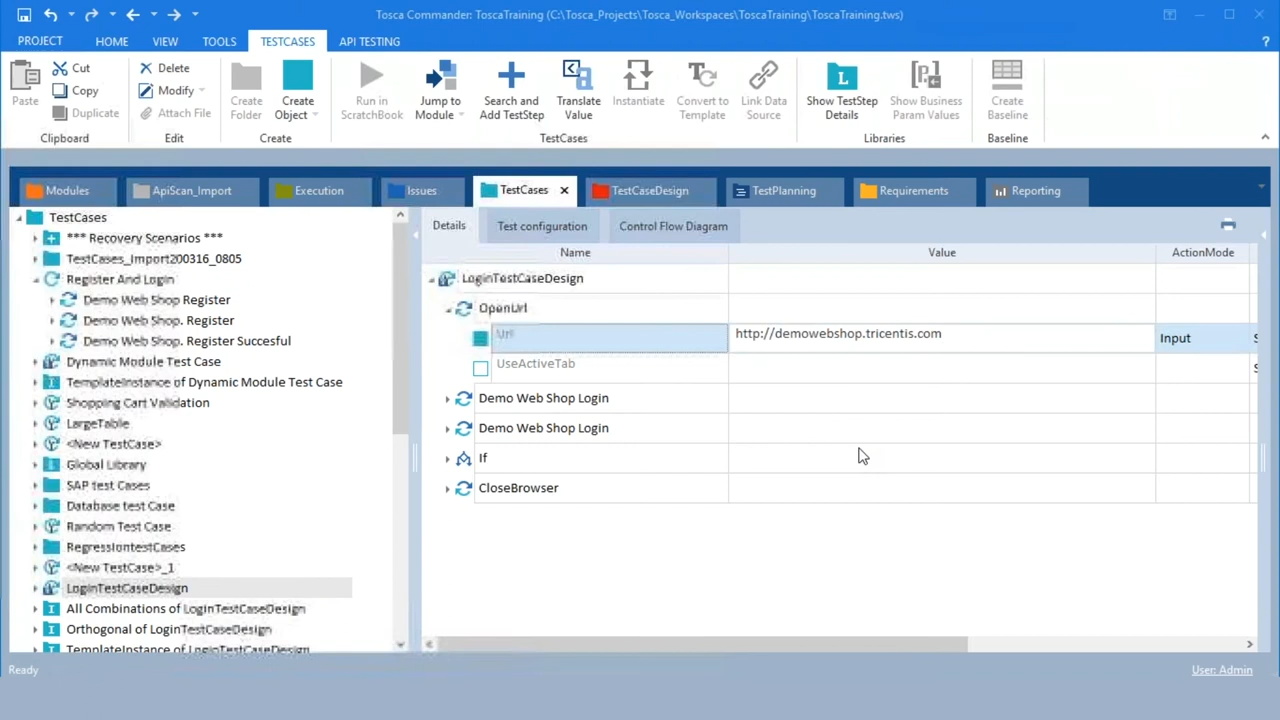 Tosca Commander: ToscaTraining (C:\Tosca_Projects\Tosca_Workspaces\ToscaTraining\ToscaTraining.tws)
PROJECT HOME VIEW TOOLS TESTCASES API TESTING ?
Paste Cut Copy Duplicate
Clipboard
Delete Modify Attach File
Edit
Create Folder Create Object
Create
Run in ScratchBook Jump to Module Search and Add TestStep Translate Value Instantiate Convert to Template Link Data Source
TestCases
Show TestStep Details Show Business Param Values
Libraries
Create Baseline
Baseline
Modules ApiScan_Import Execution Issues TestCases TestCaseDesign TestPlanning Requirements Reporting
TestCases
*** Recovery Scenarios ***
TestCases_Import200316_0805
Register And Login
Demo Web Shop Register
Demo Web Shop. Register
Demo Web Shop. Register Succesful
Dynamic Module Test Case
TemplateInstance of Dynamic Module Test Case
Shopping Cart Validation
LargeTable
<New TestCase>
Global Library
SAP test Cases
Database test Case
Random Test Case
RegressiontestCases
<New TestCase>_1
LoginTestCaseDesign
All Combinations of LoginTestCaseDesign
Orthogonal of LoginTestCaseDesign
TemplateInstance of LoginTestCaseDesign
Details Test configuration Control Flow Diagram
Name Value ActionMode
LoginTestCaseDesign
OpenUrl
Url http://demowebshop.tricentis.com Input S
UseActiveTab S
Demo Web Shop Login
Demo Web Shop Login
If
CloseBrowser
Ready User: Admin